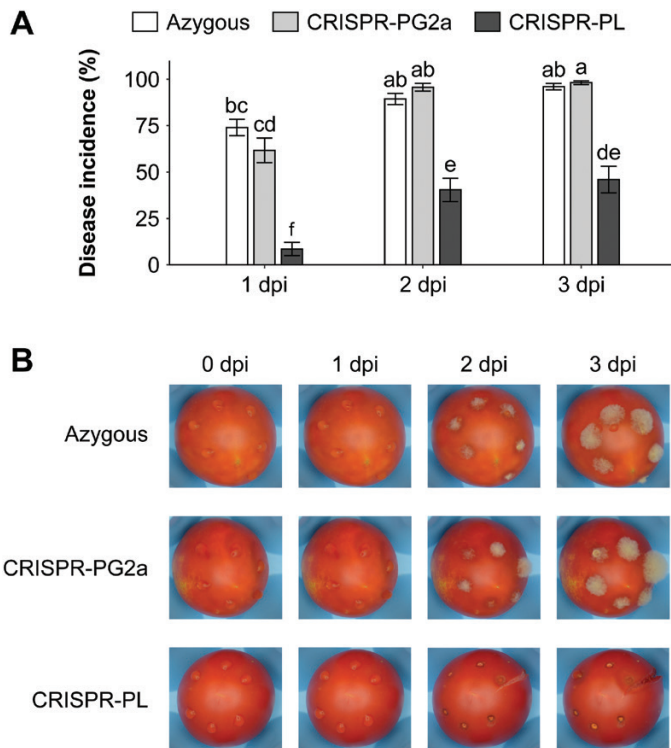 A
Azygous CRISPR-PG2a CRISPR-PL
Disease incidence (%)
100
75
50
25
0
bc cd f
ab ab e
ab a de
1 dpi 2 dpi 3 dpi
B
0 dpi 1 dpi 2 dpi 3 dpi
Azygous
CRISPR-PG2a
CRISPR-PL